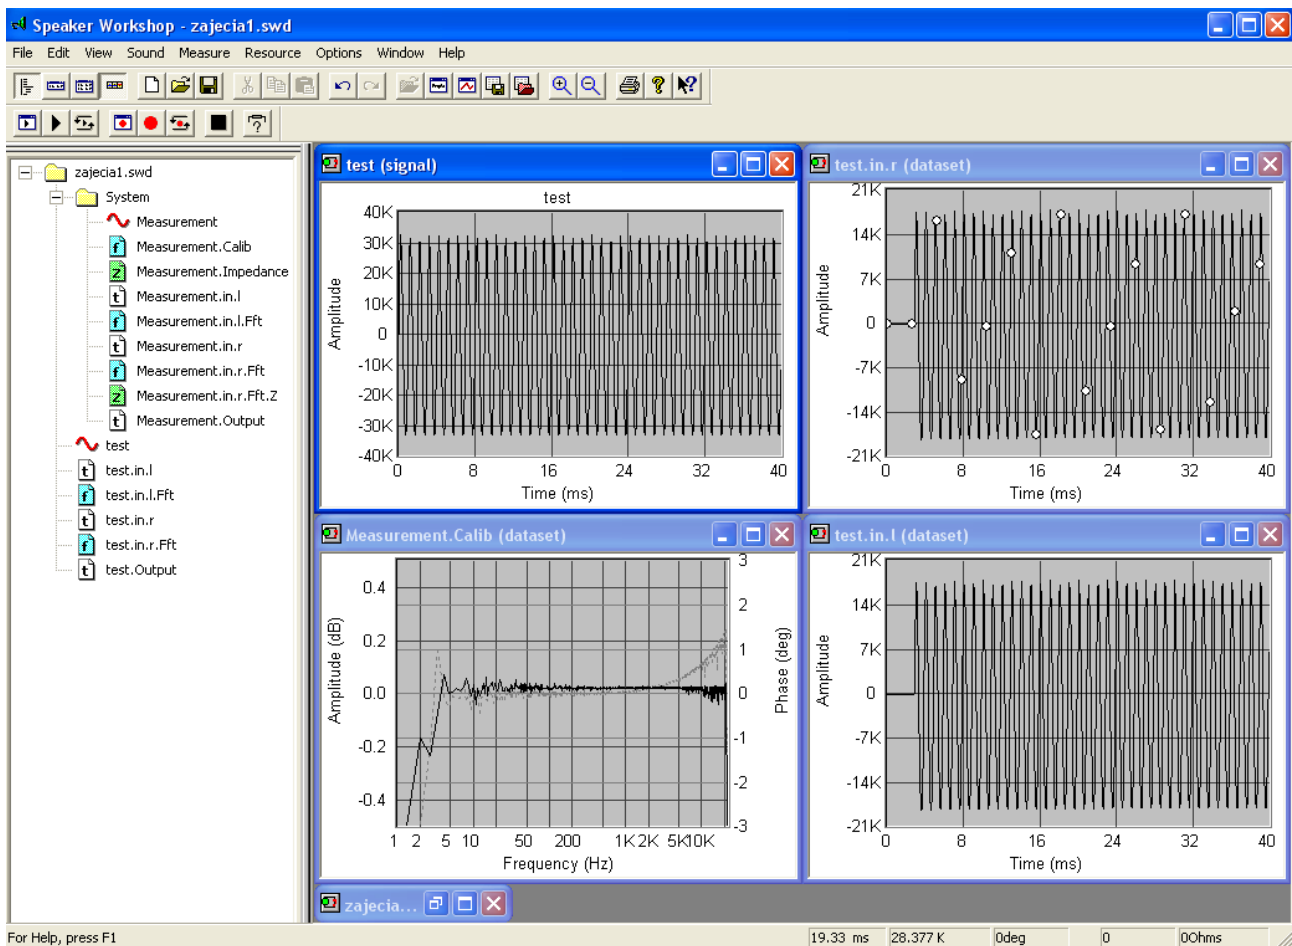 Speaker Workshop - zajecia1.swd
File Edit View Sound Measure Resource Options Window Help
zajecia1.swd
System
Measurement
Measurement.Calib
Measurement.Impedance
Measurement.in.l
Measurement.in.l.Fft
Measurement.in.r
Measurement.in.r.Fft
Measurement.in.r.Fft.Z
Measurement.Output
test
test.in.l
test.in.l.Fft
test.in.r
test.in.r.Fft
test.Output
test (signal)
test
Amplitude
40K
30K
20K
10K
0
-10K
-20K
-30K
-40K
0 8 16 24 32 40
Time (ms)
test.in.r (dataset)
Amplitude
21K
14K
7K
0
-7K
-14K
-21K
0 8 16 24 32 40
Time (ms)
Measurement.Calib (dataset)
Amplitude (dB)
0.4
0.2
0.0
-0.2
-0.4
3
2
1
0
-1
-2
-3
Phase (deg)
1 2 5 10 50 200 1K 2K 5K 10K
Frequency (Hz)
test.in.l (dataset)
Amplitude
21K
14K
7K
0
-7K
-14K
-21K
0 8 16 24 32 40
Time (ms)
zajecia...
For Help, press F1
19.33 ms 28.377 K 0deg 0 0Ohms